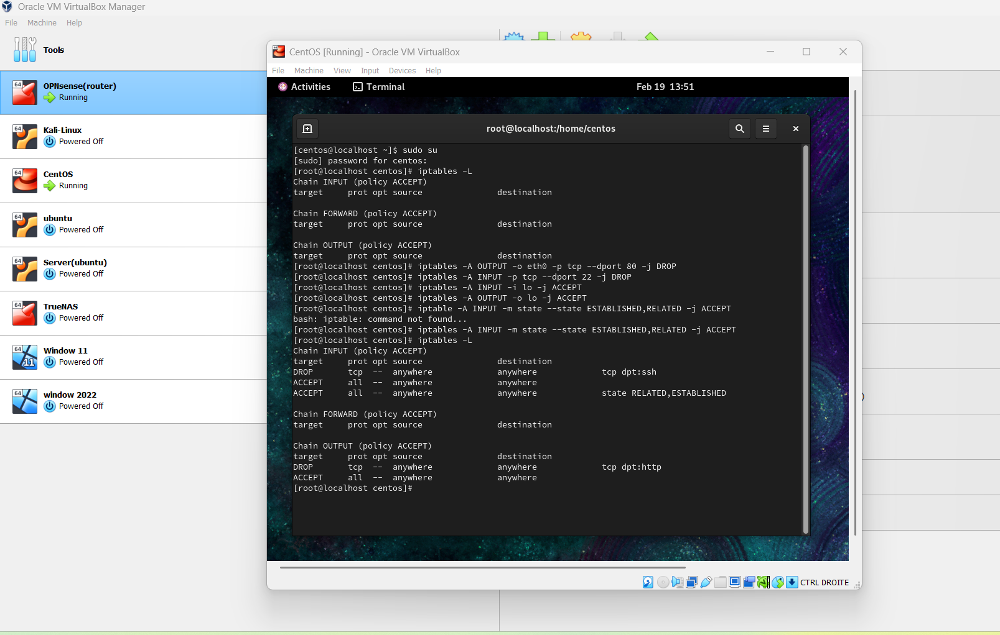 Oracle VM VirtualBox Manager
File Machine Help
Tools
64
OPNsense(router)
Running
64
Kali-Linux
Powered Off
64
CentOS
Running
64
ubuntu
Powered Off
64
Server(ubuntu)
Powered Off
64
TrueNAS
Powered Off
64
11
Window 11
Powered Off
64
window 2022
Powered Off
64
CentOS [Running] - Oracle VM VirtualBox
File Machine View Input Devices Help
Activities Terminal Feb 19 13:51
root@localhost:/home/centos
[centos@localhost ~]$ sudo su
[sudo] password for centos:
[root@localhost centos]# iptables -L
Chain INPUT (policy ACCEPT)
target prot opt source destination
Chain FORWARD (policy ACCEPT)
target prot opt source destination
Chain OUTPUT (policy ACCEPT)
target prot opt source destination
[root@localhost centos]# iptables -A OUTPUT -o eth0 -p tcp --dport 80 -j DROP
[root@localhost centos]# iptables -A INPUT -p tcp --dport 22 -j DROP
[root@localhost centos]# iptables -A INPUT -i lo -j ACCEPT
[root@localhost centos]# iptables -A OUTPUT -o lo -j ACCEPT
[root@localhost centos]# iptable -A INPUT -m state --state ESTABLISHED,RELATED -j ACCEPT
bash: iptable: command not found...
[root@localhost centos]# iptables -A INPUT -m state --state ESTABLISHED,RELATED -j ACCEPT
[root@localhost centos]# iptables -L
Chain INPUT (policy ACCEPT)
target prot opt source destination
DROP tcp -- anywhere anywhere tcp dpt:ssh
ACCEPT all -- anywhere anywhere
ACCEPT all -- anywhere anywhere state RELATED,ESTABLISHED
Chain FORWARD (policy ACCEPT)
target prot opt source destination
Chain OUTPUT (policy ACCEPT)
target prot opt source destination
DROP tcp -- anywhere anywhere tcp dpt:http
ACCEPT all -- anywhere anywhere
[root@localhost centos]#
)
CTRL DROITE